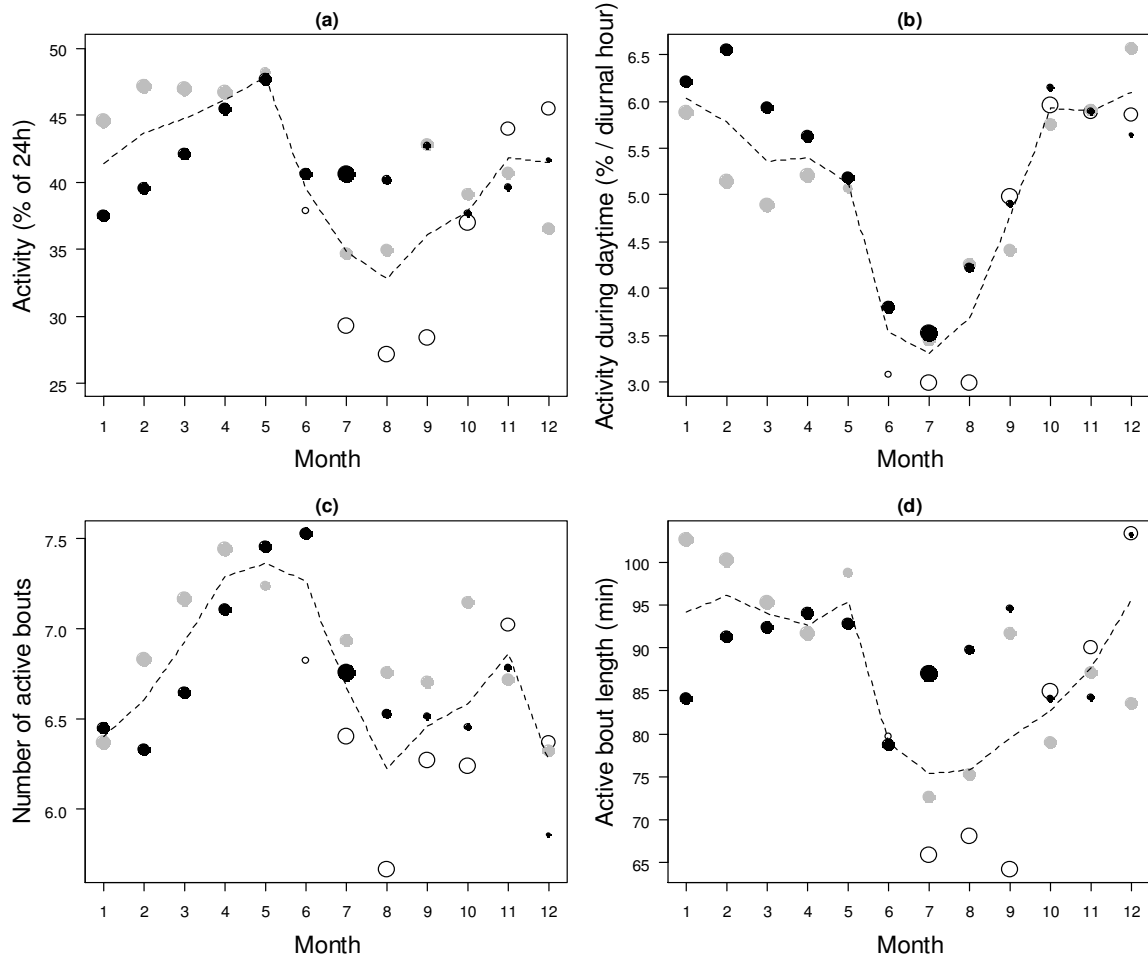 (a)
Activity (% of 24h)
50
45
40
35
30
25
1 2 3 4 5 6 7 8 9 10 11 12
Month
(b)
Activity during daytime (% / diurnal hour)
6.5
6.0
5.5
5.0
4.5
4.0
3.5
3.0
1 2 3 4 5 6 7 8 9 10 11 12
Month
(c)
Number of active bouts
7.5
7.0
6.5
6.0
1 2 3 4 5 6 7 8 9 10 11 12
Month
(d)
Active bout length (min)
100
95
90
85
80
75
70
65
1 2 3 4 5 6 7 8 9 10 11 12
Month